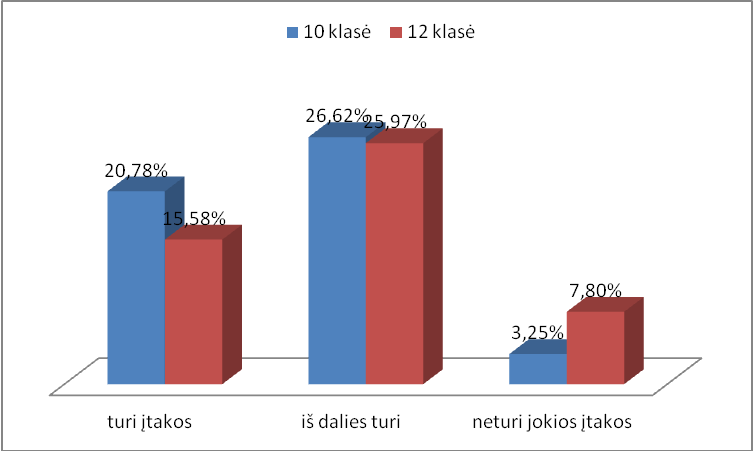 10 klasė 12 klasė
26,62% 25,97%
20,78%
15,58%
7,80%
3,25%
turi įtakos iš dalies turi neturi jokios įtakos